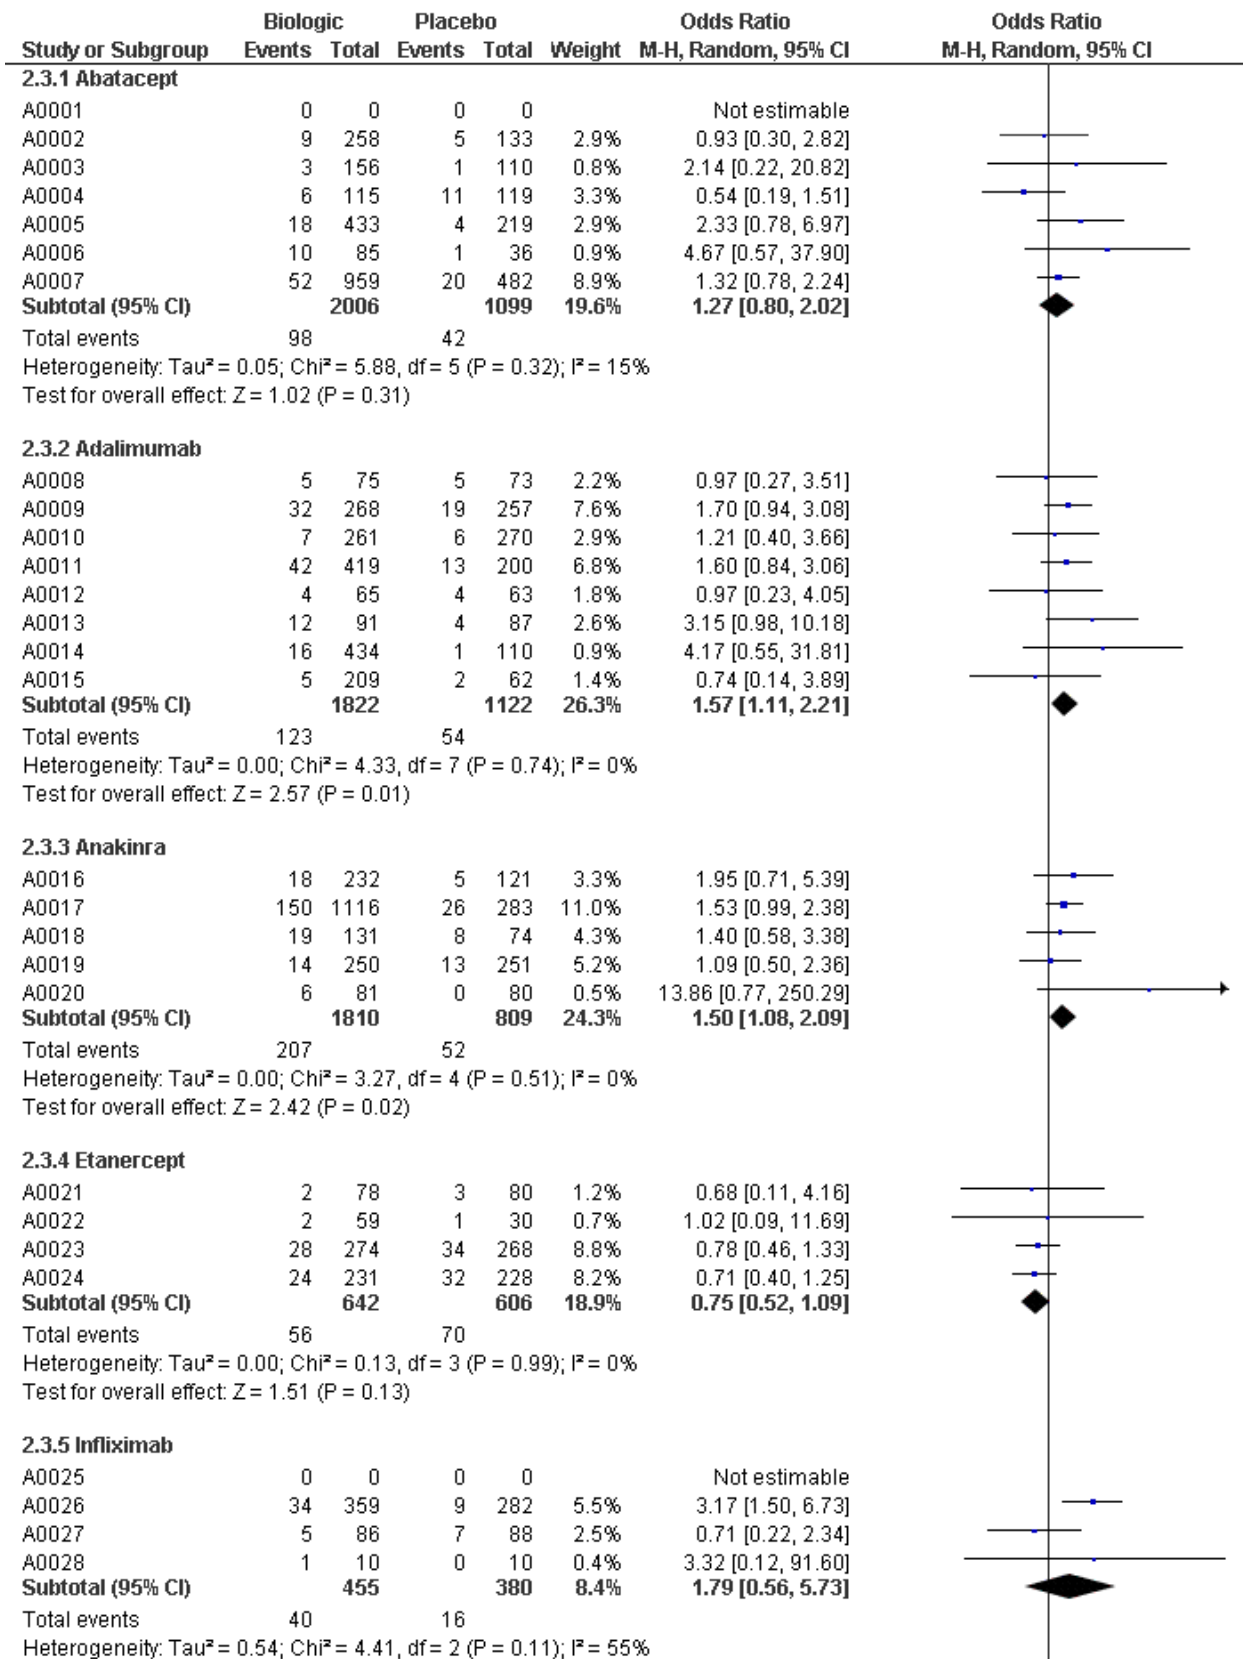 Biologic Placebo Odds Ratio Odds Ratio
Study or Subgroup Events Total Events Total Weight M-H, Random, 95% CI M-H, Random, 95% CI
2.3.1 Abatacept
A0001 0 0 0 0 Not estimable
A0002 9 258 5 133 2.9% 0.93 [0.30, 2.82]
A0003 3 156 1 110 0.8% 2.14 [0.22, 20.82]
A0004 6 115 11 119 3.3% 0.54 [0.19, 1.51]
A0005 18 433 4 219 2.9% 2.33 [0.78, 6.97]
A0006 10 85 1 36 0.9% 4.67 [0.57, 37.90]
A0007 52 959 20 482 8.9% 1.32 [0.78, 2.24]
Subtotal (95% CI) 2006 1099 19.6% 1.27 [0.80, 2.02]
Total events 98 42
Heterogeneity: Tau² = 0.05; Chi² = 5.88, df = 5 (P = 0.32); I² = 15%
Test for overall effect: Z = 1.02 (P = 0.31)
2.3.2 Adalimumab
A0008 5 75 5 73 2.2% 0.97 [0.27, 3.51]
A0009 32 268 19 257 7.6% 1.70 [0.94, 3.08]
A0010 7 261 6 270 2.9% 1.21 [0.40, 3.66]
A0011 42 419 13 200 6.8% 1.60 [0.84, 3.06]
A0012 4 65 4 63 1.8% 0.97 [0.23, 4.05]
A0013 12 91 4 87 2.6% 3.15 [0.98, 10.18]
A0014 16 434 1 110 0.9% 4.17 [0.55, 31.81]
A0015 5 209 2 62 1.4% 0.74 [0.14, 3.89]
Subtotal (95% CI) 1822 1122 26.3% 1.57 [1.11, 2.21]
Total events 123 54
Heterogeneity: Tau² = 0.00; Chi² = 4.33, df = 7 (P = 0.74); I² = 0%
Test for overall effect: Z = 2.57 (P = 0.01)
2.3.3 Anakinra
A0016 18 232 5 121 3.3% 1.95 [0.71, 5.39]
A0017 150 1116 26 283 11.0% 1.53 [0.99, 2.38]
A0018 19 131 8 74 4.3% 1.40 [0.58, 3.38]
A0019 14 250 13 251 5.2% 1.09 [0.50, 2.36]
A0020 6 81 0 80 0.5% 13.86 [0.77, 250.29]
Subtotal (95% CI) 1810 809 24.3% 1.50 [1.08, 2.09]
Total events 207 52
Heterogeneity: Tau² = 0.00; Chi² = 3.27, df = 4 (P = 0.51); I² = 0%
Test for overall effect: Z = 2.42 (P = 0.02)
2.3.4 Etanercept
A0021 2 78 3 80 1.2% 0.68 [0.11, 4.16]
A0022 2 59 1 30 0.7% 1.02 [0.09, 11.69]
A0023 28 274 34 268 8.8% 0.78 [0.46, 1.33]
A0024 24 231 32 228 8.2% 0.71 [0.40, 1.25]
Subtotal (95% CI) 642 606 18.9% 0.75 [0.52, 1.09]
Total events 56 70
Heterogeneity: Tau² = 0.00; Chi² = 0.13, df = 3 (P = 0.99); I² = 0%
Test for overall effect: Z = 1.51 (P = 0.13)
2.3.5 Infliximab
A0025 0 0 0 0 Not estimable
A0026 34 359 9 282 5.5% 3.17 [1.50, 6.73]
A0027 5 86 7 88 2.5% 0.71 [0.22, 2.34]
A0028 1 10 0 10 0.4% 3.32 [0.12, 91.60]
Subtotal (95% CI) 455 380 8.4% 1.79 [0.56, 5.73]
Total events 40 16
Heterogeneity: Tau² = 0.54; Chi² = 4.41, df = 2 (P = 0.11); I² = 55%